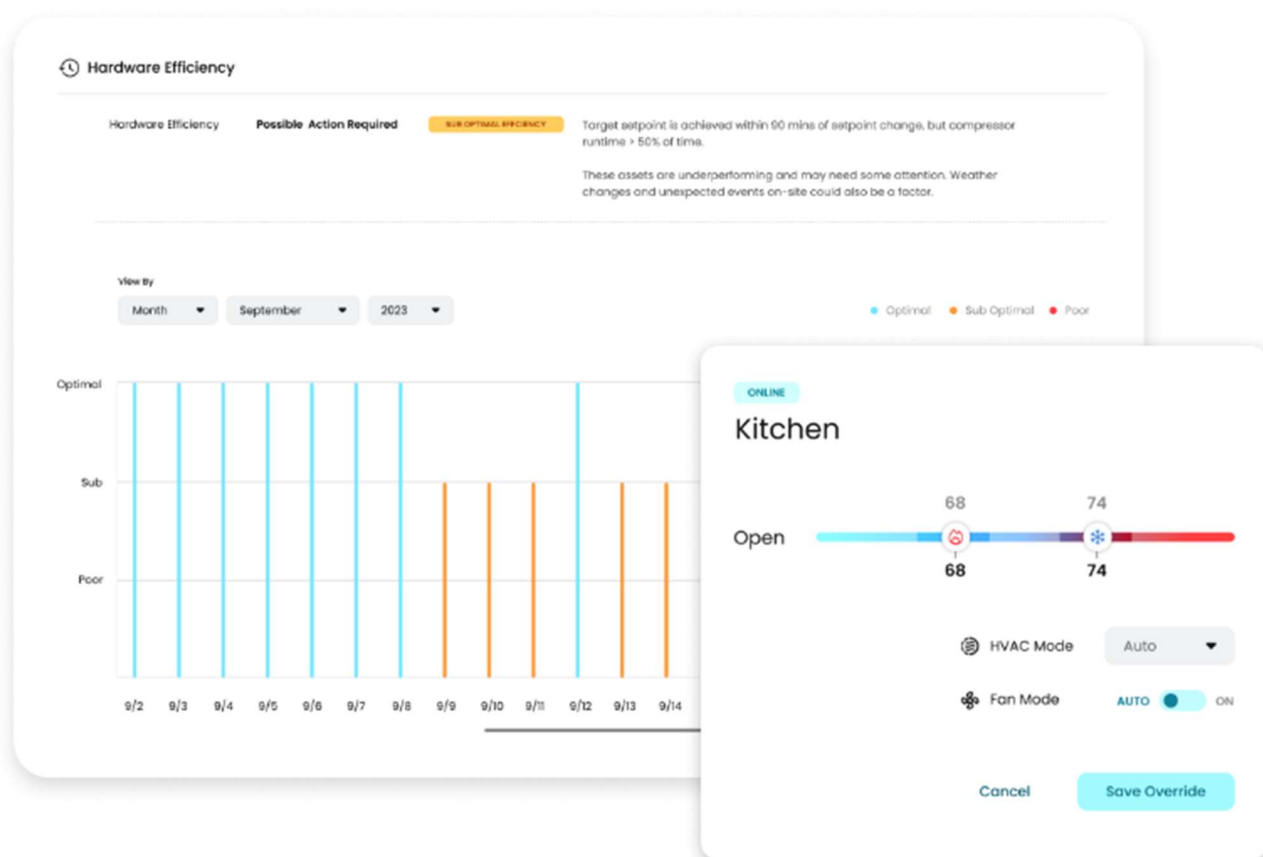 Hardware Efficiency
Hardware Efficiency Possible Action Required SUB OPTIMAL EFFICIENCY Target setpoint is achieved within 90 mins of setpoint change, but compressor
runtime > 50% of time.
These assets are underperforming and may need some attention. Weather
changes and unexpected events on-site could also be a factor.
View By
Month September 2023
Optimal Sub Optimal Poor
Optimal
Sub
Poor
9/2 9/3 9/4 9/5 9/6 9/7 9/8 9/9 9/10 9/11 9/12 9/13 9/14
ONLINE
Kitchen
68 74
Open
68 74
HVAC Mode Auto
Fan Mode AUTO ON
Cancel Save Override